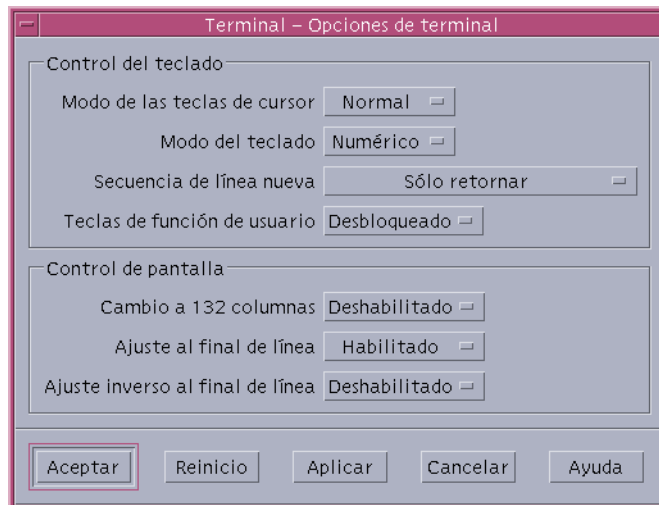 Terminal – Opciones de terminal
Control del teclado
Modo de las teclas de cursor Normal
Modo del teclado Numérico
Secuencia de línea nueva Sólo retornar
Teclas de función de usuario Desbloqueado
Control de pantalla
Cambio a 132 columnas Deshabilitado
Ajuste al final de línea Habilitado
Ajuste inverso al final de línea Deshabilitado
Aceptar Reinicio Aplicar Cancelar Ayuda